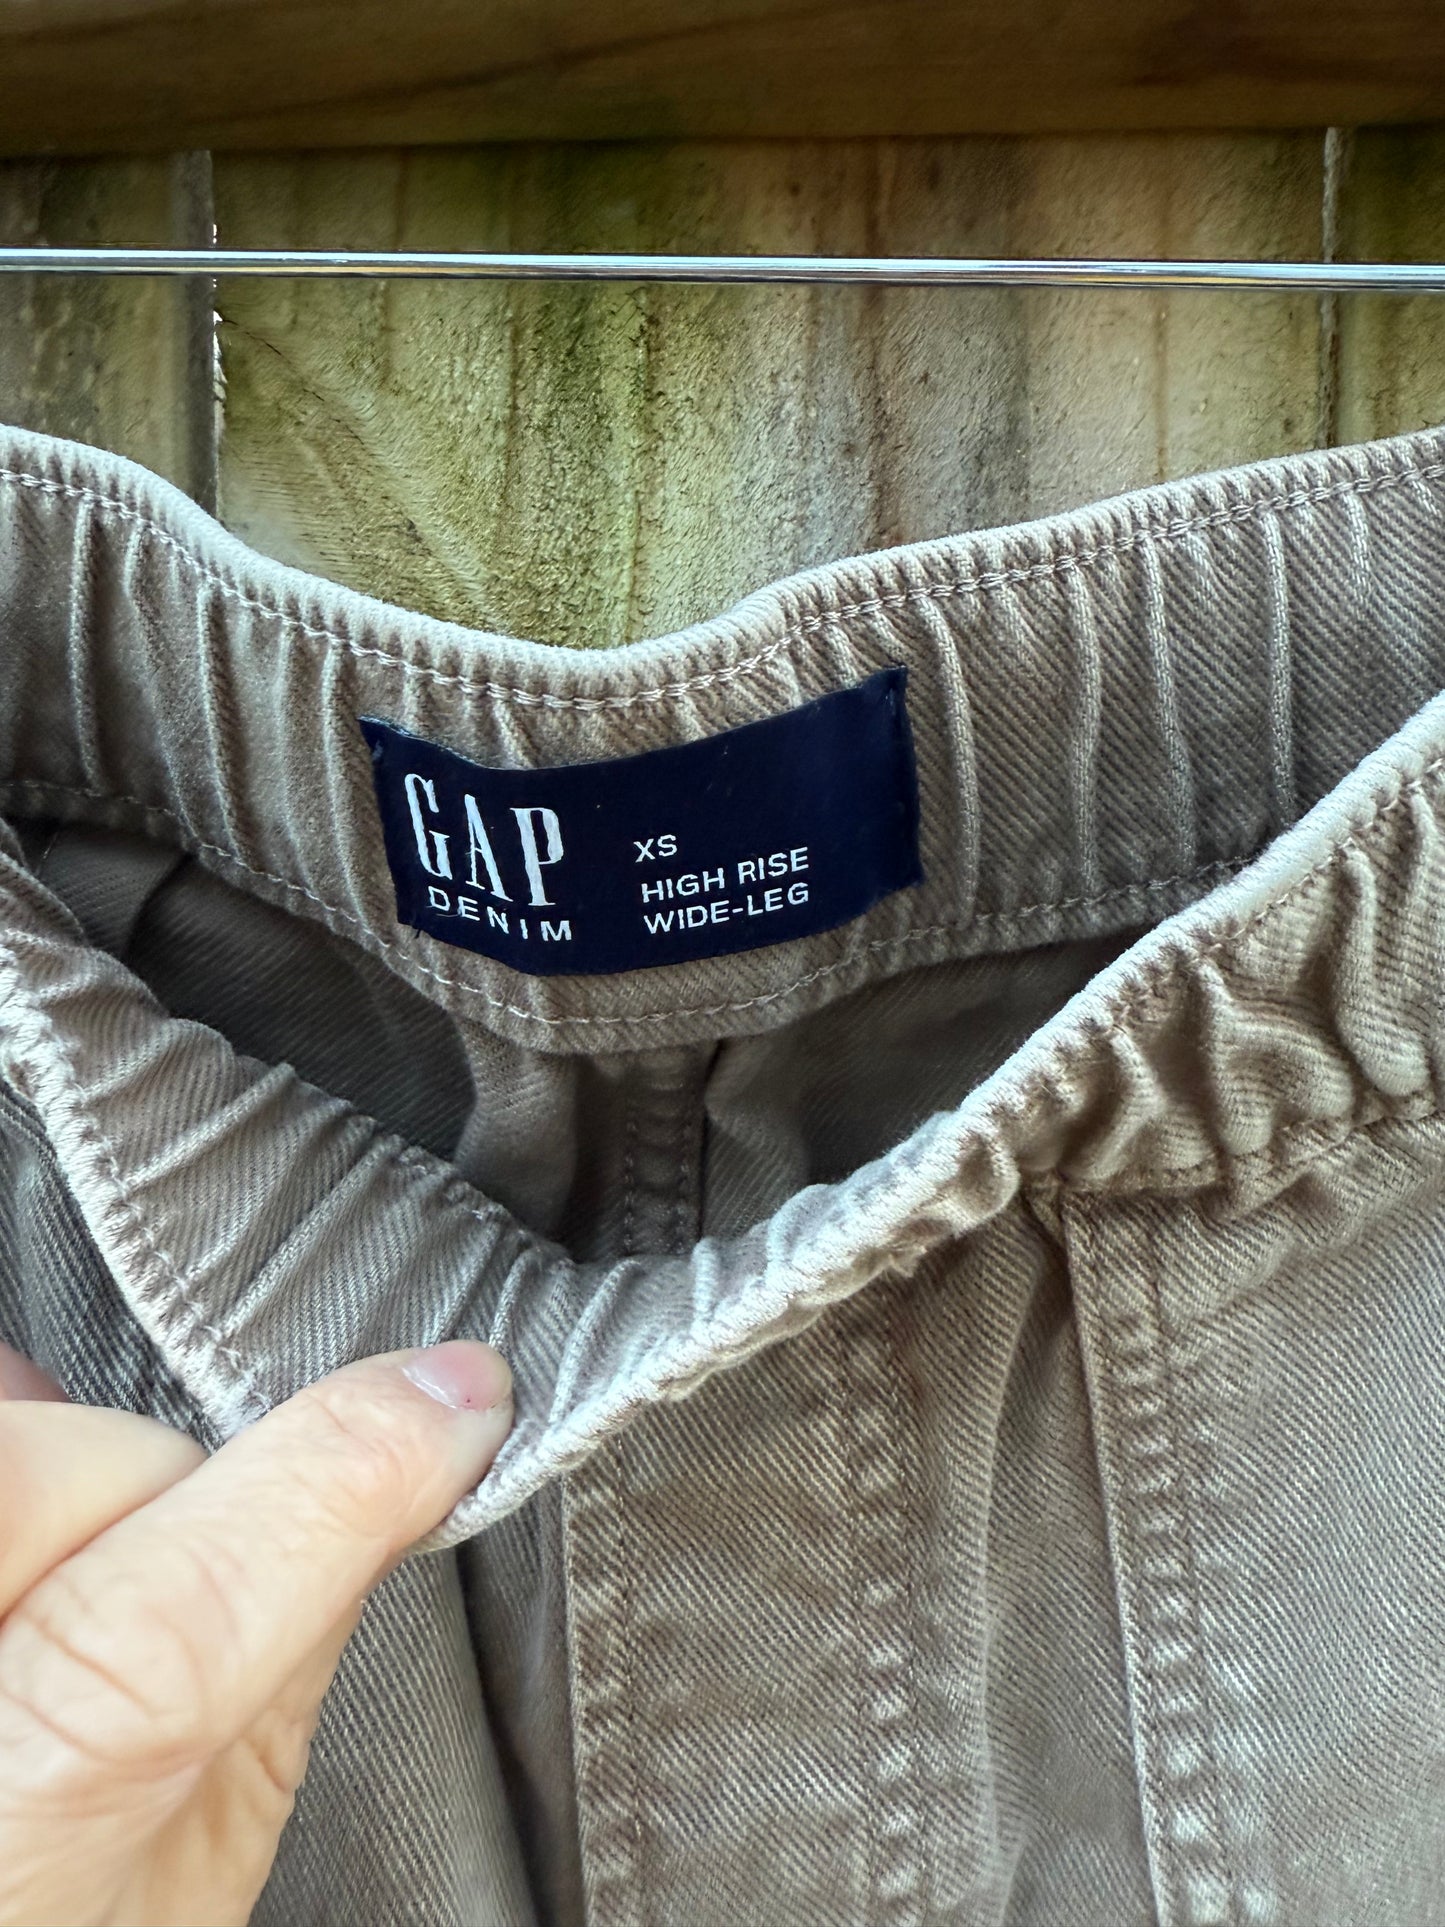 GAP
DENIM
XS
HIGH RISE
WIDE-LEG